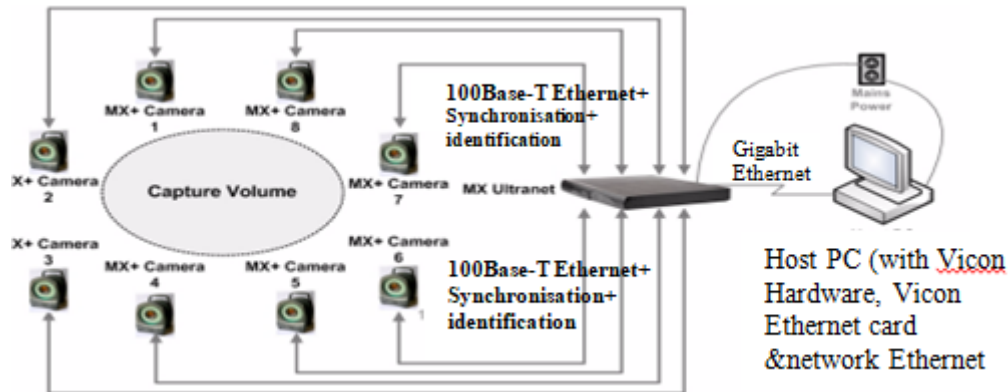 MX+ Camera
1
MX+ Camera
8
100Base-T Ethernet+
Synchronisation+
identification
Mains
Power
X+ Camera
2
Capture Volume
MX+ Camera
7
MX Ultranet
Gigabit
Ethernet
X+ Camera
3
MX+ Camera
4
MX+ Camera
5
MX+ Camera
6
1
100Base-T Ethernet+
Synchronisation+
identification
Host PC (with Vicon
Hardware, Vicon
Ethernet card
&network Ethernet